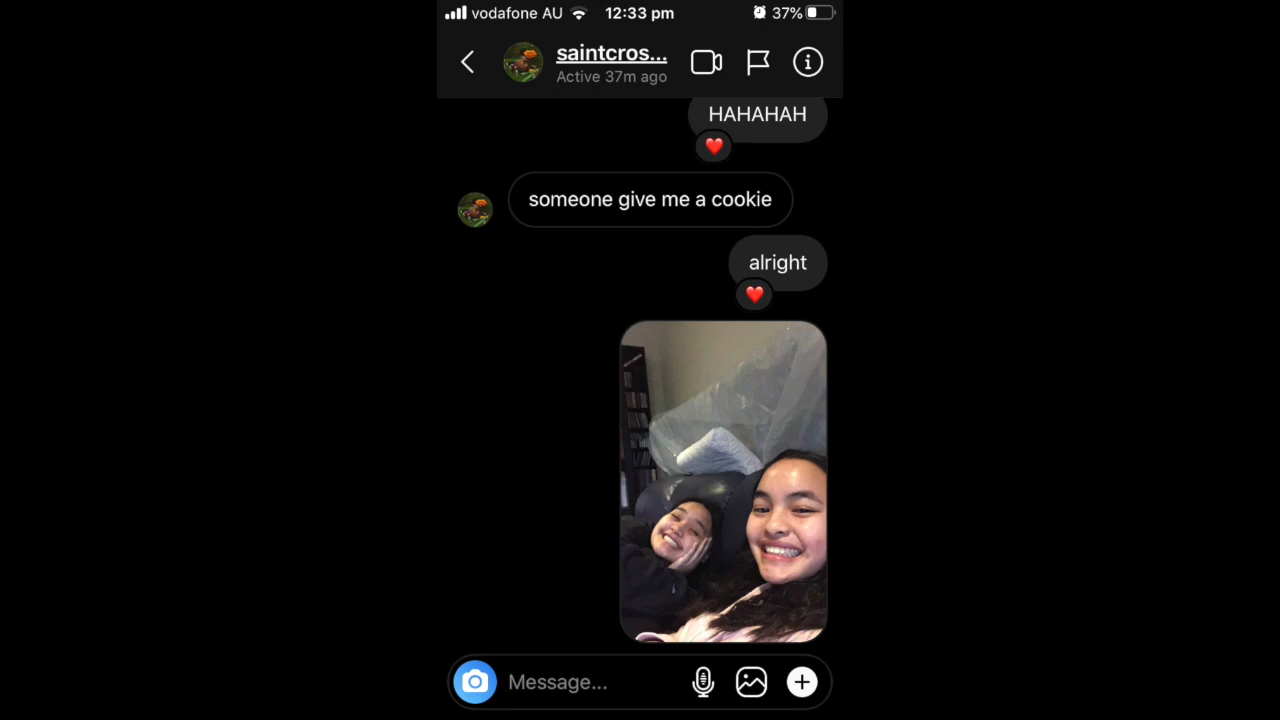 vodafone AU 12:33 pm 37%
saintcros...
Active 37m ago
HAHAHAH
someone give me a cookie
alright
Message...